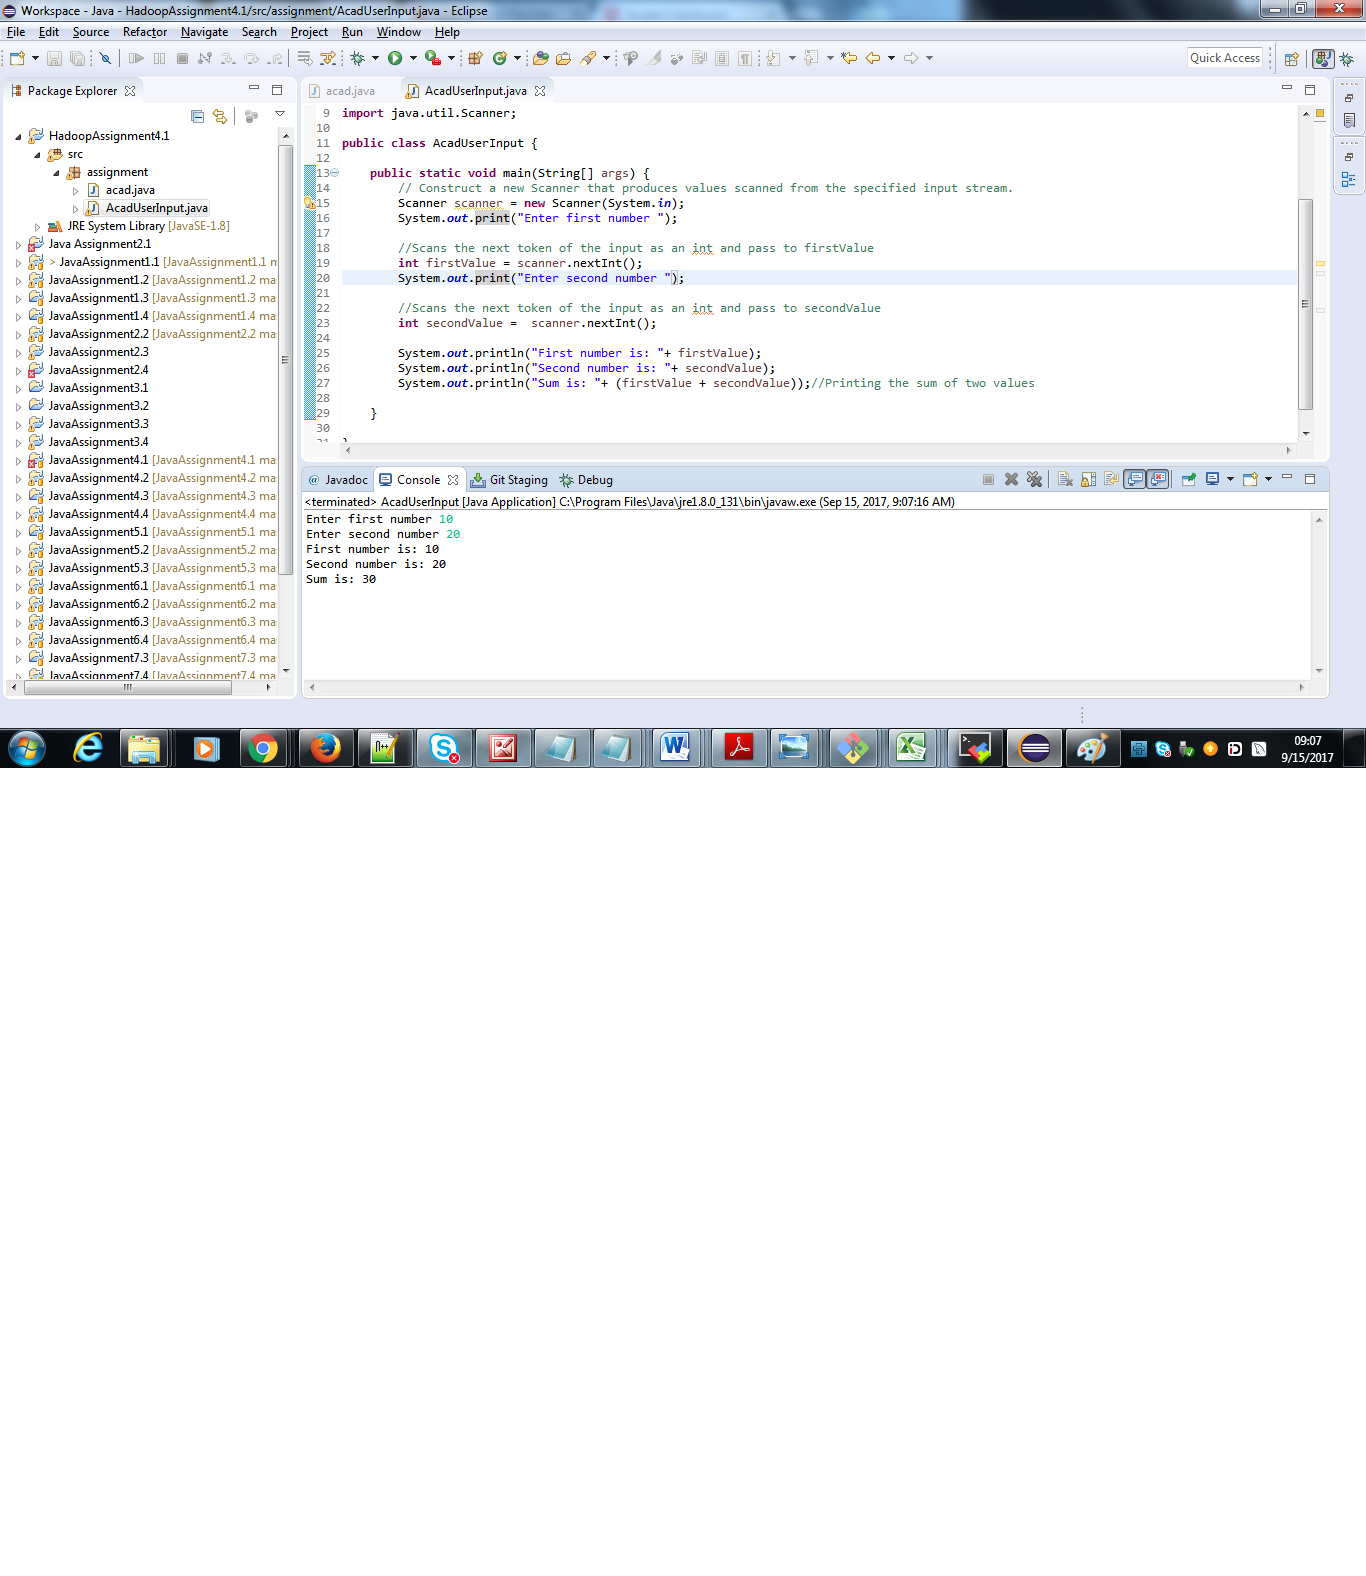 Workspace - Java - HadoopAssignment4.1/src/assignment/AcadUserInput.java - Eclipse
File Edit Source Refactor Navigate Search Project Run Window Help
Quick Access
Package Explorer
HadoopAssignment4.1
src
assignment
acad.java
AcadUserInput.java
JRE System Library [JavaSE-1.8]
Java Assignment2.1
> JavaAssignment1.1 [JavaAssignment1.1 m
JavaAssignment1.2 [JavaAssignment1.2 ma
JavaAssignment1.3 [JavaAssignment1.3 ma
JavaAssignment1.4 [JavaAssignment1.4 ma
JavaAssignment2.2 [JavaAssignment2.2 ma
JavaAssignment2.3
JavaAssignment2.4
JavaAssignment3.1
JavaAssignment3.2
JavaAssignment3.3
JavaAssignment3.4
JavaAssignment4.1 [JavaAssignment4.1 ma
JavaAssignment4.2 [JavaAssignment4.2 ma
JavaAssignment4.3 [JavaAssignment4.3 ma
JavaAssignment4.4 [JavaAssignment4.4 ma
JavaAssignment5.1 [JavaAssignment5.1 ma
JavaAssignment5.2 [JavaAssignment5.2 ma
JavaAssignment5.3 [JavaAssignment5.3 ma
JavaAssignment6.1 [JavaAssignment6.1 ma
JavaAssignment6.2 [JavaAssignment6.2 ma
JavaAssignment6.3 [JavaAssignment6.3 ma
JavaAssignment6.4 [JavaAssignment6.4 ma
JavaAssignment7.3 [JavaAssignment7.3 ma
JavaAssignment7.4 [JavaAssignment7.4 ma
acad.java AcadUserInput.java
9 import java.util.Scanner;
10
11 public class AcadUserInput {
12
13 public static void main(String[] args) {
14 // Construct a new Scanner that produces values scanned from the specified input stream.
15 Scanner scanner = new Scanner(System.in);
16 System.out.print("Enter first number ");
17
18 //Scans the next token of the input as an int and pass to firstValue
19 int firstValue = scanner.nextInt();
20 System.out.print("Enter second number ");
21
22 //Scans the next token of the input as an int and pass to secondValue
23 int secondValue =  scanner.nextInt();
24
25 System.out.println("First number is: "+ firstValue);
26 System.out.println("Second number is: "+ secondValue);
27 System.out.println("Sum is: "+ (firstValue + secondValue));//Printing the sum of two values
28
29 }
30
31 }
@ Javadoc Console Git Staging Debug
<terminated> AcadUserInput [Java Application] C:\Program Files\Java\jre1.8.0_131\bin\javaw.exe (Sep 15, 2017, 9:07:16 AM)
Enter first number 10
Enter second number 20
First number is: 10
Second number is: 20
Sum is: 30
09:07
9/15/2017